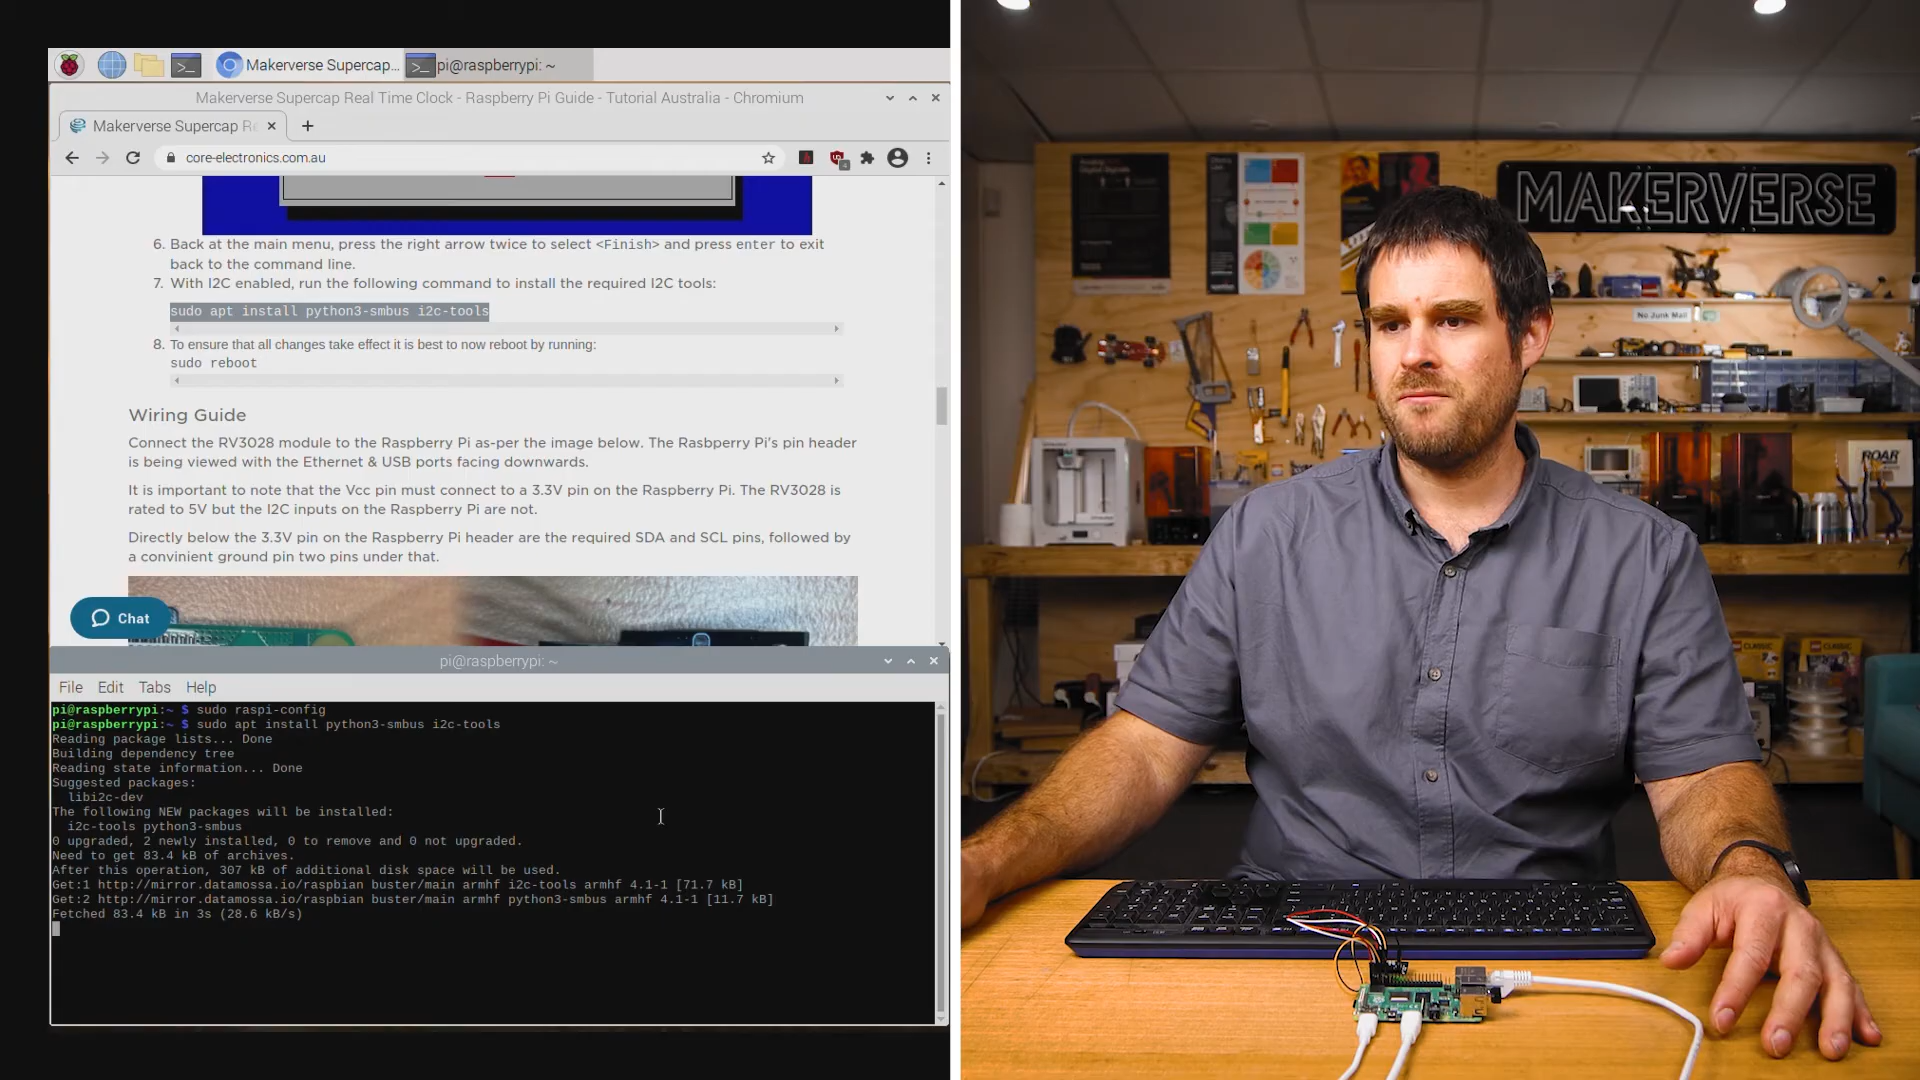 Makerverse Supercap...
pi@raspberrypi: ~
Makerverse Supercap Real Time Clock - Raspberry Pi Guide - Tutorial Australia - Chromium
Makerverse Supercap Re
core-electronics.com.au
6. Back at the main menu, press the right arrow twice to select <Finish> and press enter to exit
back to the command line.
7. With I2C enabled, run the following command to install the required I2C tools:
sudo apt install python3-smbus i2c-tools
8. To ensure that all changes take effect it is best to now reboot by running:
sudo reboot
Wiring Guide
Connect the RV3028 module to the Raspberry Pi as-per the image below. The Rasbperry Pi's pin header
is being viewed with the Ethernet & USB ports facing downwards.
It is important to note that the Vcc pin must connect to a 3.3V pin on the Raspberry Pi. The RV3028 is
rated to 5V but the I2C inputs on the Raspberry Pi are not.
Directly below the 3.3V pin on the Raspberry Pi header are the required SDA and SCL pins, followed by
a convinient ground pin two pins under that.
Chat
pi@raspberrypi: ~
File Edit Tabs Help
pi@raspberrypi:~ $ sudo raspi-config
pi@raspberrypi:~ $ sudo apt install python3-smbus i2c-tools
Reading package lists... Done
Building dependency tree
Reading state information... Done
Suggested packages:
libi2c-dev
The following NEW packages will be installed:
i2c-tools python3-smbus
0 upgraded, 2 newly installed, 0 to remove and 0 not upgraded.
Need to get 83.4 kB of archives.
After this operation, 307 kB of additional disk space will be used.
Get:1 http://mirror.datamossa.io/raspbian buster/main armhf i2c-tools armhf 4.1-1 [71.7 kB]
Get:2 http://mirror.datamossa.io/raspbian buster/main armhf python3-smbus armhf 4.1-1 [11.7 kB]
Fetched 83.4 kB in 3s (28.6 kB/s)
MAKERVERSE
No Junk Mail
ROAR
CLASSIC
CLASSIC